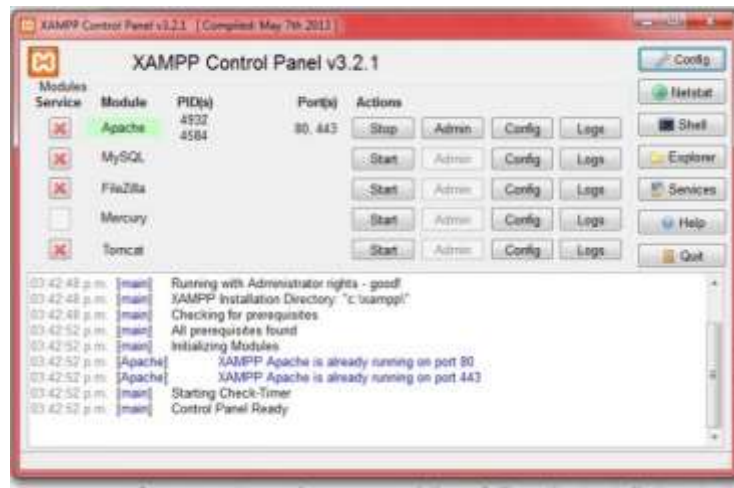 XAMPP Control Panel v3.2.1 [ Compiled: May 7th 2013 ]
XAMPP Control Panel v3.2.1
Config
Modules
Service Module PID(s) Port(s) Actions
Netstat
Apache 4932 4584 80, 443 Stop Admin Config Logs
Shell
MySQL Start Admin Config Logs
Explorer
FileZilla Start Admin Config Logs
Services
Mercury Start Admin Config Logs
Help
Tomcat Start Admin Config Logs
Quit
03:42:48 p.m. [main] Running with Administrator rights - good!
03:42:48 p.m. [main] XAMPP Installation Directory: "c:\xampp\"
03:42:48 p.m. [main] Checking for prerequisites
03:42:52 p.m. [main] All prerequisites found
03:42:52 p.m. [main] Initializing Modules
03:42:52 p.m. [Apache] XAMPP Apache is already running on port 80
03:42:52 p.m. [Apache] XAMPP Apache is already running on port 443
03:42:52 p.m. [main] Starting Check-Timer
03:42:52 p.m. [main] Control Panel Ready